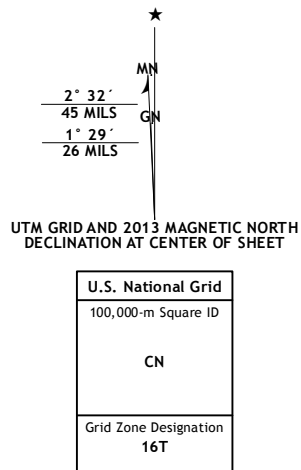 MN
2° 32´
45 MILS
GN
1° 29´
26 MILS
UTM GRID AND 2013 MAGNETIC NORTH
DECLINATION AT CENTER OF SHEET
U.S. National Grid
100,000-m Square ID
CN
Grid Zone Designation
16T